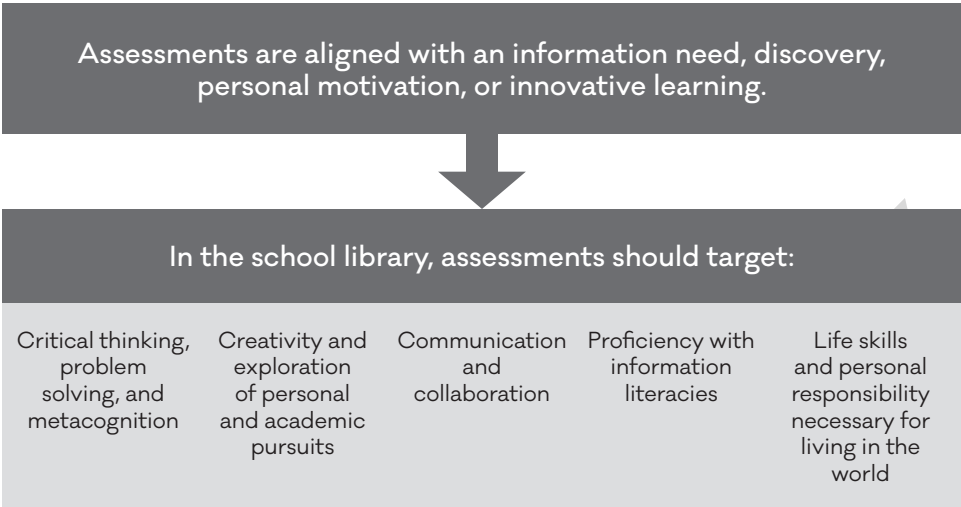 Assessments are aligned with an information need, discovery,
personal motivation, or innovative learning.
In the school library, assessments should target:
Critical thinking,
problem
solving, and
metacognition
Creativity and
exploration
of personal
and academic
pursuits
Communication
and
collaboration
Proficiency with
information
literacies
Life skills
and personal
responsibility
necessary for
living in the
world